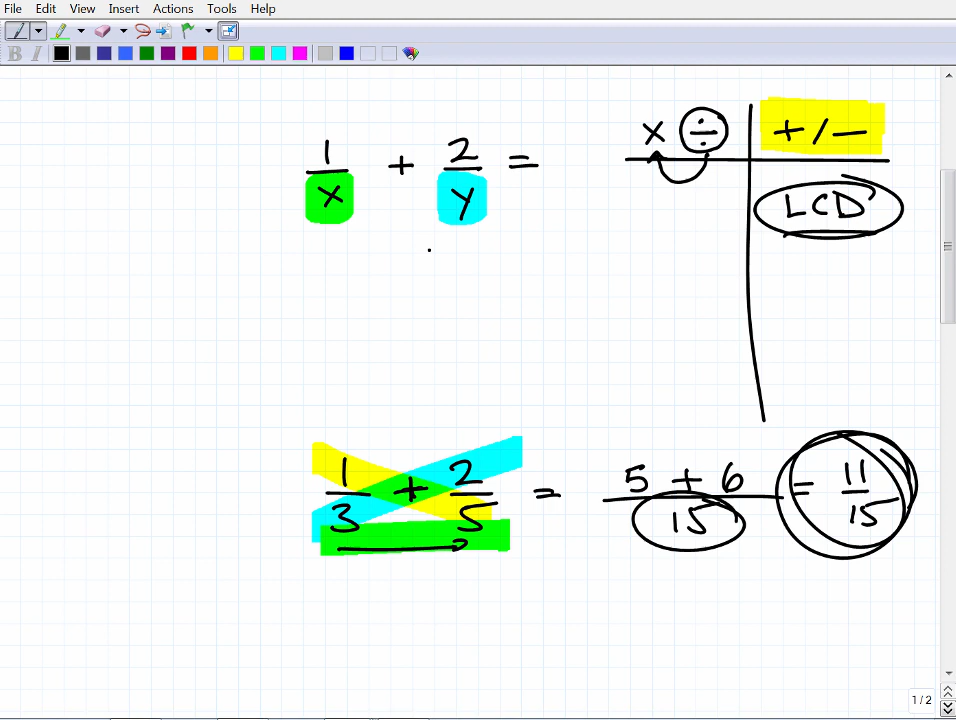 File Edit View Insert Actions Tools Help
B I
1/x + 2/y =
x ÷ + / −
LCD
1/3 + 2/5 = 5 + 6/15 = 11/15
1 / 2